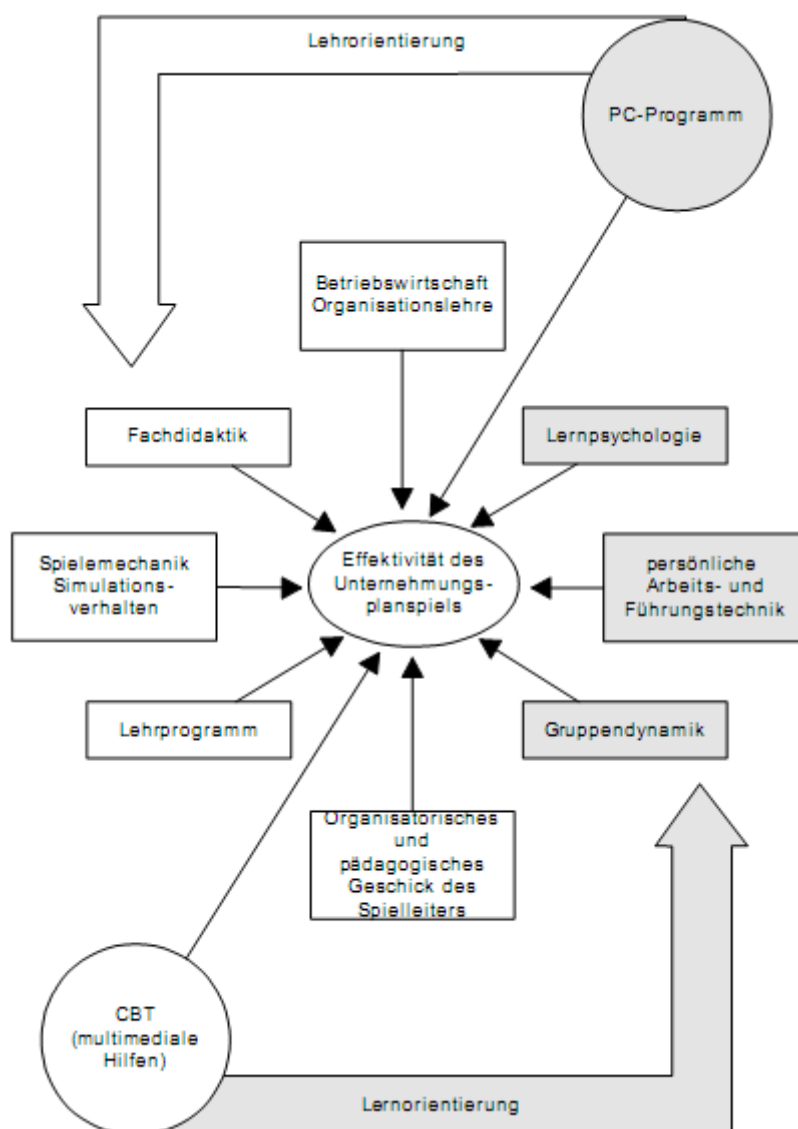 Lehrorientierung
PC-Programm
Betriebswirtschaft
Organisationslehre
Fachdidaktik
Lernpsychologie
Spielemechanik
Simulations-
verhalten
Effektivität des
Unternehmungs-
planspiels
persönliche
Arbeits- und
Führungstechnik
Lehrprogramm
Gruppendynamik
Organisatorisches
und
pädagogisches
Geschick des
Spielleiters
CBT
(multimediale
Hilfen)
Lernorientierung